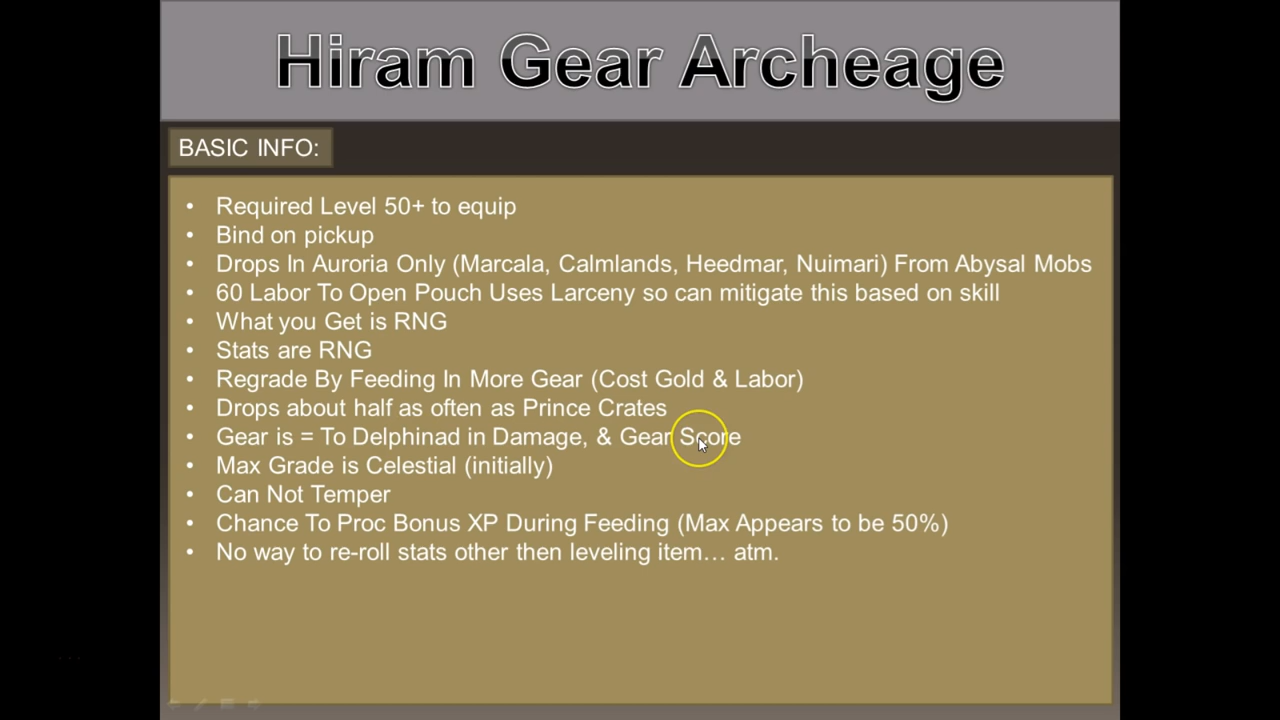 Hiram Gear Archeage
BASIC INFO:
• Required Level 50+ to equip
• Bind on pickup
• Drops In Auroria Only (Marcala, Calmlands, Heedmar, Nuimari) From Abysal Mobs
• 60 Labor To Open Pouch Uses Larceny so can mitigate this based on skill
• What you Get is RNG
• Stats are RNG
• Regrade By Feeding In More Gear (Cost Gold & Labor)
• Drops about half as often as Prince Crates
• Gear is = To Delphinad in Damage, & Gear Score
• Max Grade is Celestial (initially)
• Can Not Temper
• Chance To Proc Bonus XP During Feeding (Max Appears to be 50%)
• No way to re-roll stats other then leveling item… atm.